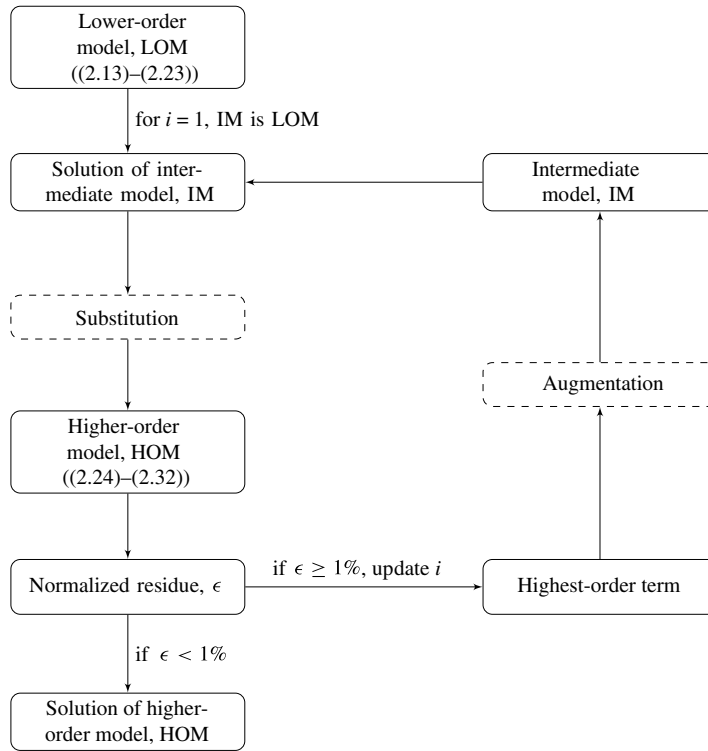 Lower-order
model, LOM
((2.13)–(2.23))
for i = 1, IM is LOM
Solution of inter-
mediate model, IM
Intermediate
model, IM
Substitution
Augmentation
Higher-order
model, HOM
((2.24)–(2.32))
Normalized residue, ϵ
if ϵ ≥ 1%, update i
Highest-order term
if ϵ < 1%
Solution of higher-
order model, HOM